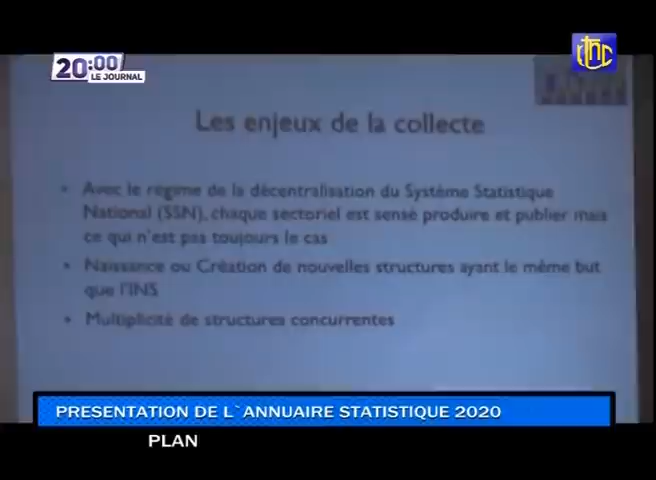 20:00
LE JOURNAL
rtnc
Les enjeux de la collecte
• Avec le régime de la décentralisation du Système Statistique
National (SSN), chaque sectoriel est sensé produire et publier mais
ce qui n'est pas toujours le cas
• Naissance ou Création de nouvelles structures ayant le même but
que l'INS
• Multiplicité de structures concurrentes
PRESENTATION DE L`ANNUAIRE STATISTIQUE 2020
PLAN